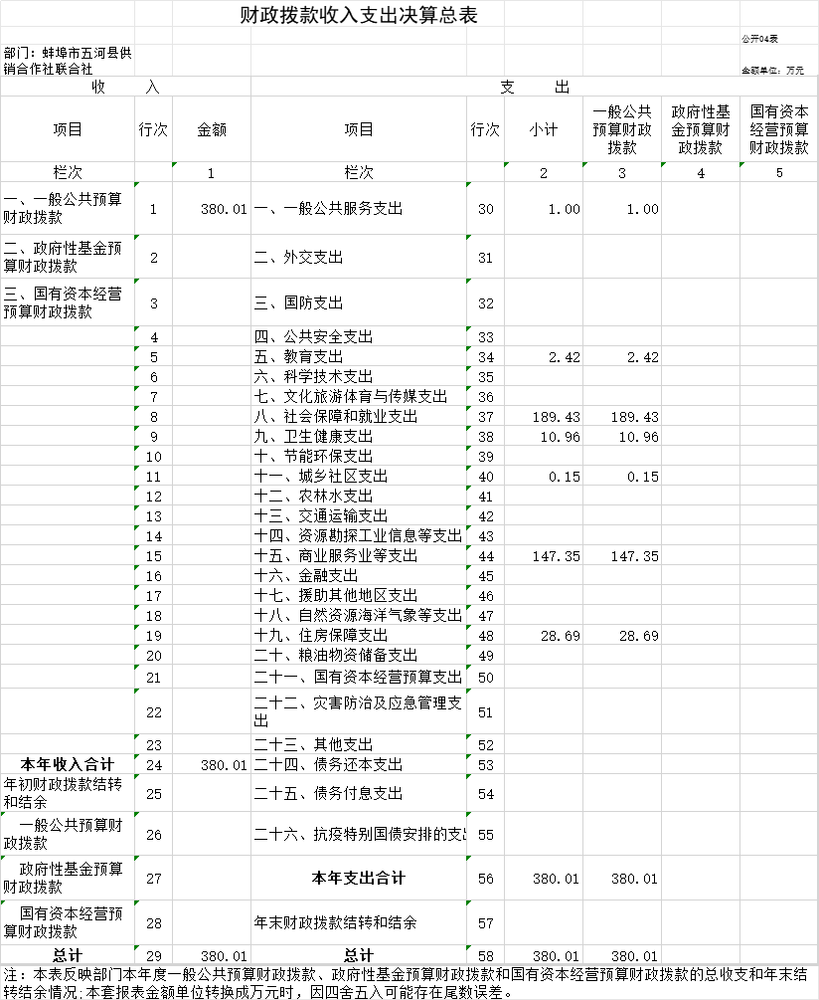 财政拨款收入支出决算总表
公开04表
部门：蚌埠市五河县供
销合作社联合社
金额单位：万元
收 入 支 出
项目 行次 金额 项目 行次 小计 一般公共预算财政拨款 政府性基金预算财政拨款 国有资本经营预算财政拨款
栏次 1 栏次 2 3 4 5
一、一般公共预算财政拨款 1 380.01 一、一般公共服务支出 30 1.00 1.00
二、政府性基金预算财政拨款 2 二、外交支出 31
三、国有资本经营预算财政拨款 3 三、国防支出 32
4 四、公共安全支出 33
5 五、教育支出 34 2.42 2.42
6 六、科学技术支出 35
7 七、文化旅游体育与传媒支出 36
8 八、社会保障和就业支出 37 189.43 189.43
9 九、卫生健康支出 38 10.96 10.96
10 十、节能环保支出 39
11 十一、城乡社区支出 40 0.15 0.15
12 十二、农林水支出 41
13 十三、交通运输支出 42
14 十四、资源勘探工业信息等支出 43
15 十五、商业服务业等支出 44 147.35 147.35
16 十六、金融支出 45
17 十七、援助其他地区支出 46
18 十八、自然资源海洋气象等支出 47
19 十九、住房保障支出 48 28.69 28.69
20 二十、粮油物资储备支出 49
21 二十一、国有资本经营预算支出 50
22 二十二、灾害防治及应急管理支出 51
23 二十三、其他支出 52
本年收入合计 24 380.01 二十四、债务还本支出 53
年初财政拨款结转和结余 25 二十五、债务付息支出 54
一般公共预算财政拨款 26 二十六、抗疫特别国债安排的支 55
政府性基金预算财政拨款 27 本年支出合计 56 380.01 380.01
国有资本经营预算财政拨款 28 年末财政拨款结转和结余 57
总计 29 380.01 总计 58 380.01 380.01
注：本表反映部门本年度一般公共预算财政拨款、政府性基金预算财政拨款和国有资本经营预算财政拨款的总收支和年末结
转结余情况;本套报表金额单位转换成万元时，因四舍五入可能存在尾数误差。